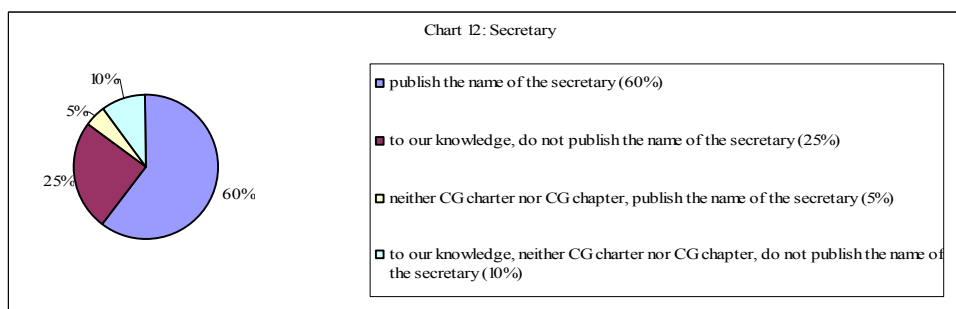 Chart 12: Secretary
10%
5%
25%
60%
publish the name of the secretary (60%)
to our knowledge, do not publish the name of the secretary (25%)
neither CG charter nor CG chapter, publish the name of the secretary (5%)
to our knowledge, neither CG charter nor CG chapter, do not publish the name of
the secretary (10%)